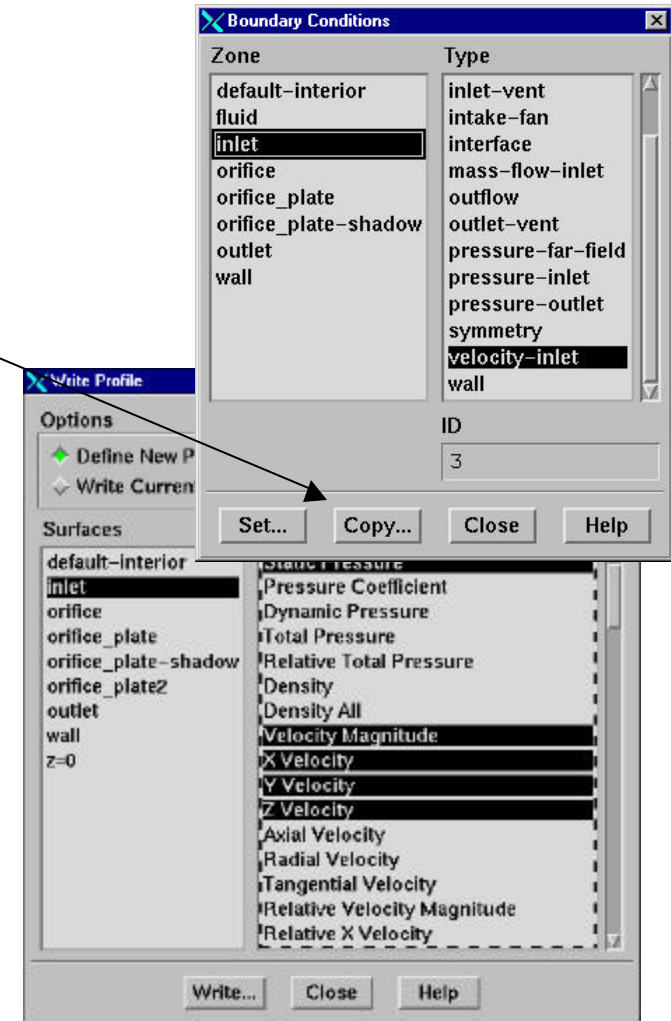 Boundary Conditions
Zone
default-interior
fluid
inlet
orifice
orifice_plate
orifice_plate-shadow
outlet
wall
Type
inlet-vent
intake-fan
interface
mass-flow-inlet
outflow
outlet-vent
pressure-far-field
pressure-inlet
pressure-outlet
symmetry
velocity-inlet
wall
ID
3
Set... Copy... Close Help
Write Profile
Options
Define New P
Write Curren
Surfaces
default-interior
inlet
orifice
orifice_plate
orifice_plate-shadow
orifice_plate2
outlet
wall
z=0
Static Pressure
Pressure Coefficient
Dynamic Pressure
Total Pressure
Relative Total Pressure
Density
Density All
Velocity Magnitude
X Velocity
Y Velocity
Z Velocity
Axial Velocity
Radial Velocity
Tangential Velocity
Relative Velocity Magnitude
Relative X Velocity
Write... Close Help